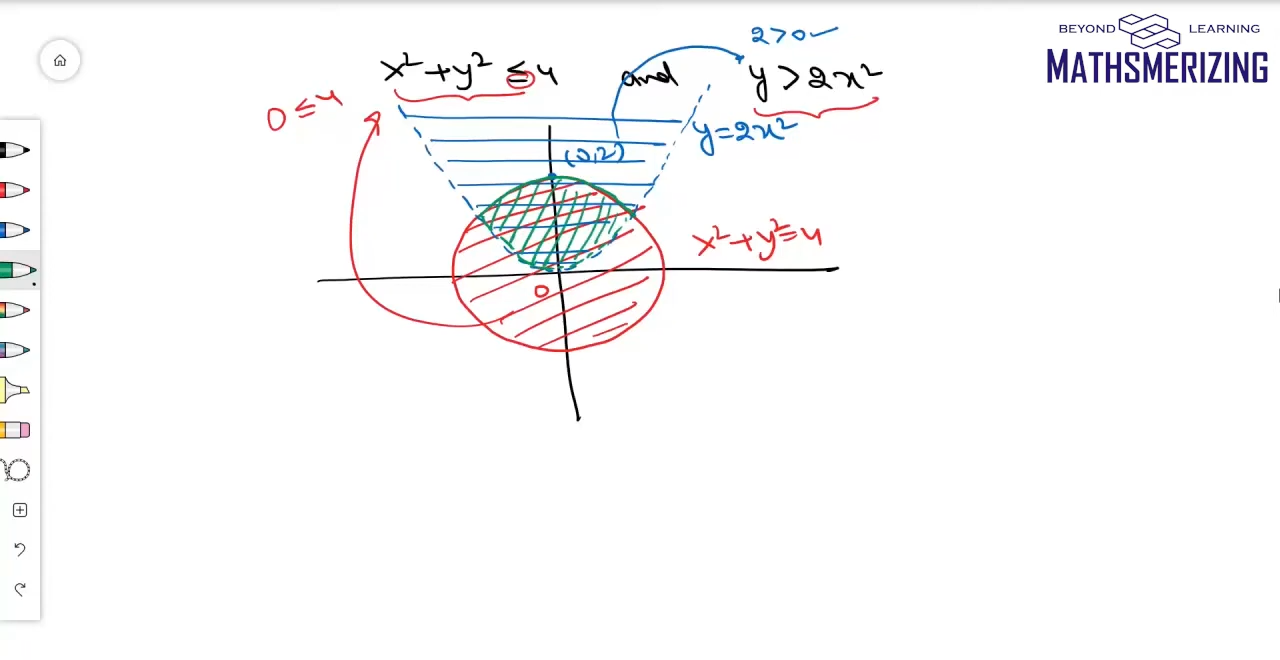 BEYOND LEARNING
MATHSMERIZING
2>0✓
x²+y² ≤ 4 and y > 2x²
0 ≤ 4
y=2x²
(0,2)
x²+y²=4
0